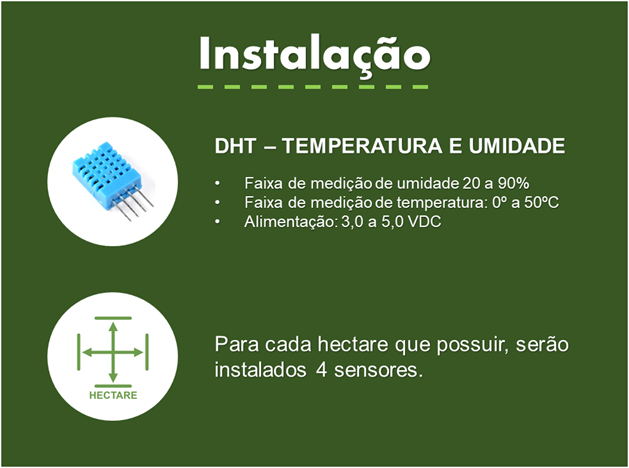 Instalação
DHT – TEMPERATURA E UMIDADE
• Faixa de medição de umidade 20 a 90%
• Faixa de medição de temperatura: 0º a 50ºC
• Alimentação: 3,0 a 5,0 VDC
HECTARE
Para cada hectare que possuir, serão
instalados 4 sensores.